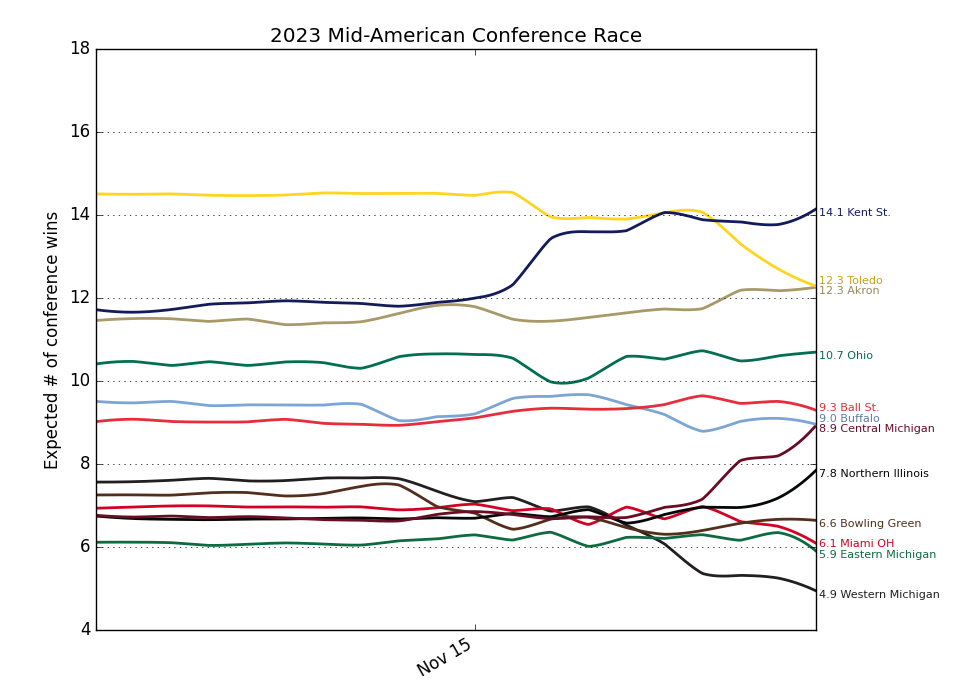 2023 Mid-American Conference Race
Expected # of conference wins
18
16
14
12
10
8
6
4
Nov 15
14.1 Kent St.
12.3 Toledo
12.3 Akron
10.7 Ohio
9.3 Ball St.
9.0 Buffalo
8.9 Central Michigan
7.8 Northern Illinois
6.6 Bowling Green
6.1 Miami OH
5.9 Eastern Michigan
4.9 Western Michigan